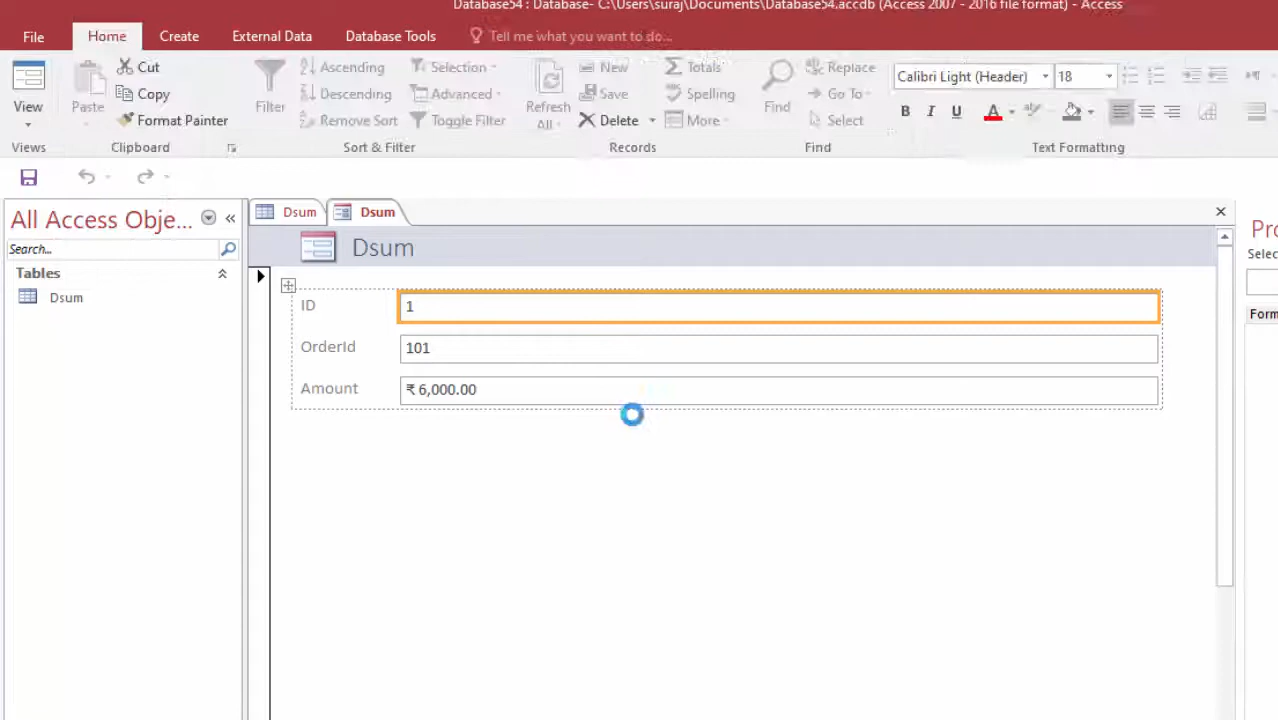 Database54 : Database- C:\Users\suraj\Documents\Database54.accdb (Access 2007 - 2016 file format) - Access
File Home Create External Data Database Tools Tell me what you want to do...
View
Views
Paste
Cut
Copy
Format Painter
Clipboard
Filter
Ascending
Descending
Remove Sort
Selection
Advanced
Toggle Filter
Sort & Filter
Refresh
All
New
Save
Delete
Totals
Spelling
More
Records
Find
Replace
Go To
Select
Find
Calibri Light (Header) 18
B I U A
Text Formatting
All Access Obje...
Search...
Tables
Dsum
Dsum Dsum
Dsum
ID 1
OrderId 101
Amount ₹ 6,000.00
Selec
Form